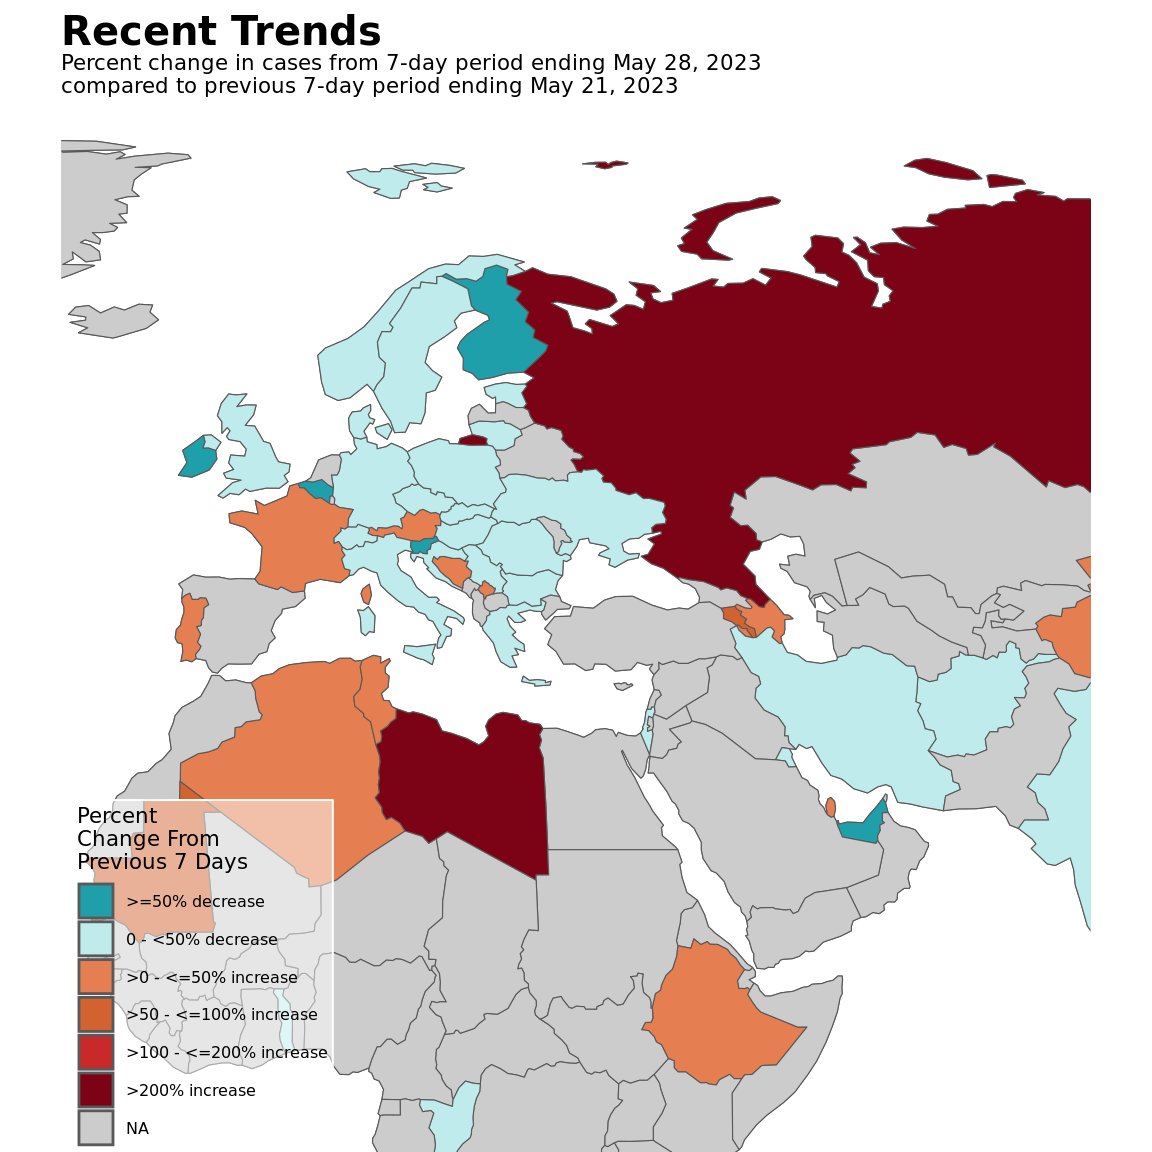 Recent Trends
Percent change in cases from 7-day period ending May 28, 2023
compared to previous 7-day period ending May 21, 2023
Percent
Change From
Previous 7 Days
>=50% decrease
0 - <50% decrease
>0 - <=50% increase
>50 - <=100% increase
>100 - <=200% increase
>200% increase
NA